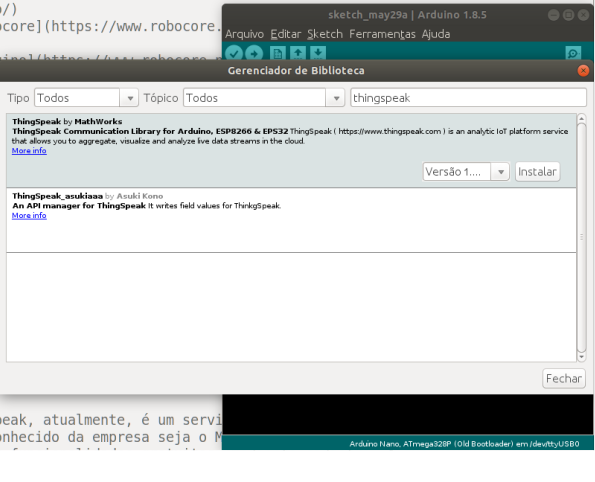 o/)
ocore](https://www.robocore.
sketch_may29a | Arduino 1.8.5
Arquivo Editar Sketch Ferramentas Ajuda
Gerenciador de Biblioteca
Tipo Todos Tópico Todos thingspeak
ThingSpeak by MathWorks
ThingSpeak Communication Library for Arduino, ESP8266 & EPS32 ThingSpeak ( https://www.thingspeak.com ) is an analytic IoT platform service
that allows you to aggregate, visualize and analyze live data streams in the cloud.
More info
Versão 1.... Instalar
ThingSpeak_asukiaaa by Asuki Kono
An API manager for ThingSpeak It writes field values for ThinkgSpeak.
More info
Fechar
peak, atualmente, é um servi
onhecido da empresa seja o M
Arduino Nano, ATmega328P (Old Bootloader) em /dev/ttyUSB0